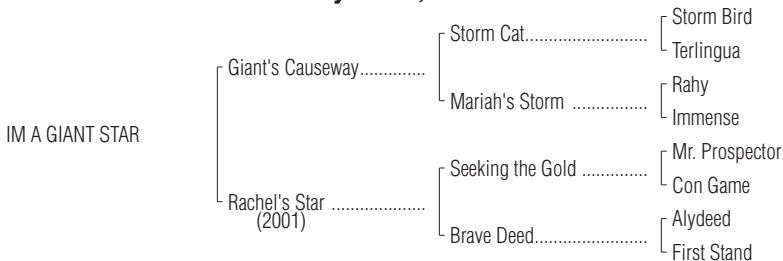 Storm Bird
Storm Cat..........................
Terlingua
Giant's Causeway..............
Rahy
Mariah's Storm ................
Immense
IM A GIANT STAR
Mr. Prospector
Seeking the Gold ..............
Con Game
Rachel's Star ....................
(2001)
Alydeed
Brave Deed........................
First Stand